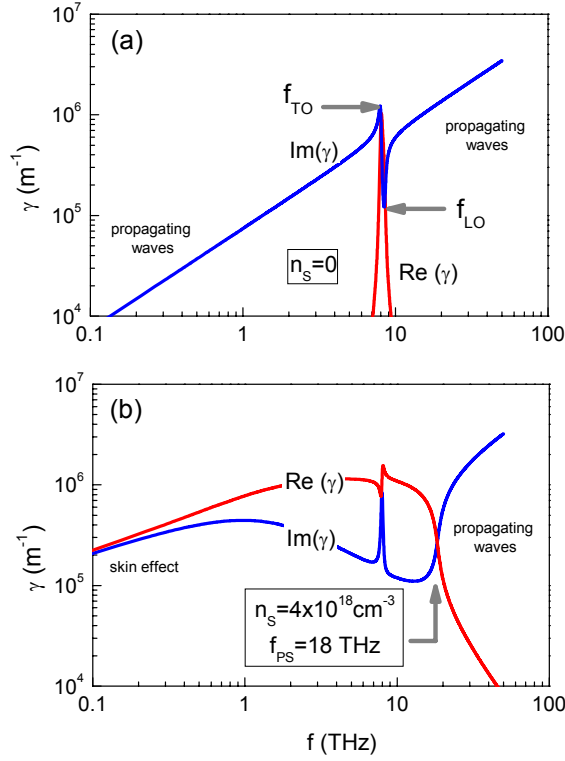 (a)
10^7
10^6
10^5
10^4
γ (m^-1)
f_TO
Im(γ)
propagating
waves
propagating
waves
f_LO
n_S=0
Re (γ)
0.1 1 10 100
(b)
10^7
10^6
10^5
10^4
γ (m^-1)
Re (γ)
Im(γ)
skin effect
propagating
waves
n_S=4x10^18cm^-3
f_PS=18 THz
0.1 1 10 100
f (THz)